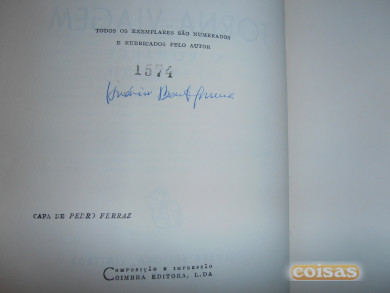 TODOS OS EXEMPLARES SÃO NUMERADOS
E RUBRICADOS PELO AUTOR
1574
CAPA DE PEDRO FERRAZ
COMPOSIÇÃO E IMPRESSÃO
COIMBRA EDITORA, L.DA
coisas